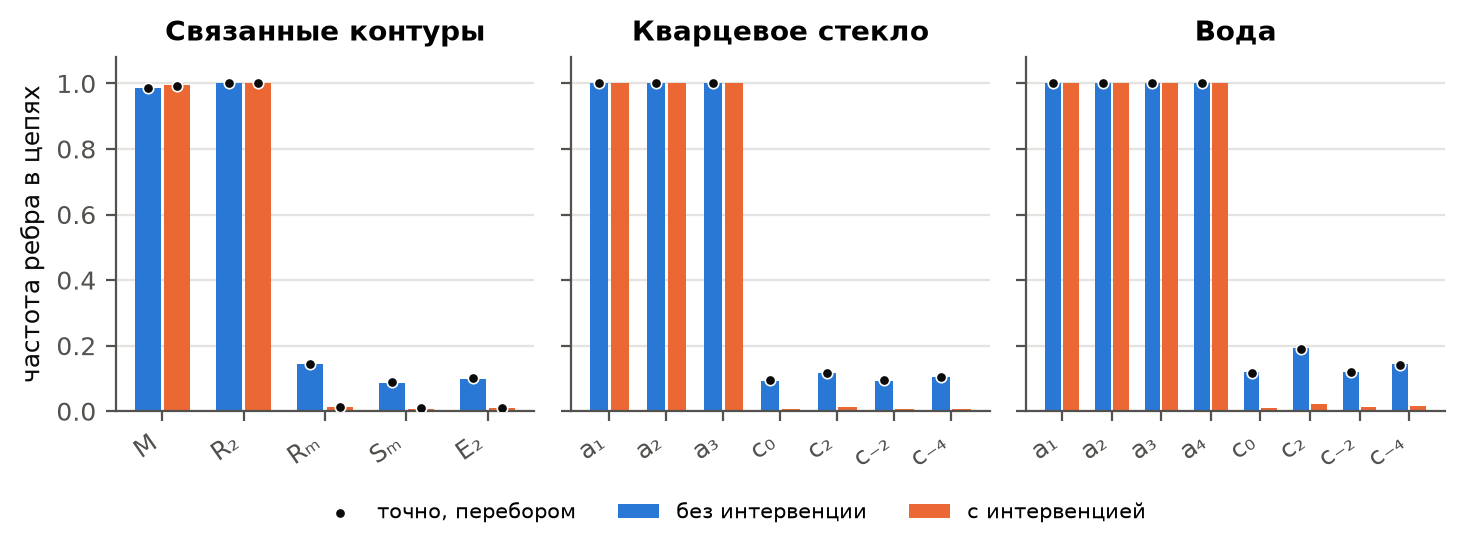 Связанные контуры
Кварцевое стекло
Вода
частота ребра в цепях
1.0
0.8
0.6
0.4
0.2
0.0
M R₂ Rₘ Sₘ E₂
a₁ a₂ a₃ c₀ c₂ c₋₂ c₋₄
a₁ a₂ a₃ a₄ c₀ c₂ c₋₂ c₋₄
точно, перебором без интервенции с интервенцией